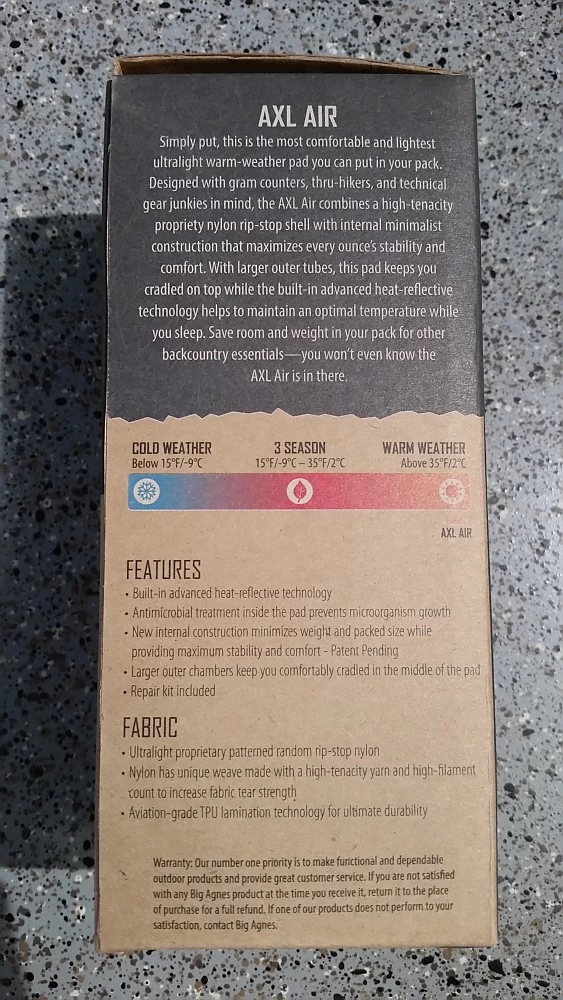 AXL AIR
Simply put, this is the most comfortable and lightest
ultralight warm-weather pad you can put in your pack.
Designed with gram counters, thru-hikers, and technical
gear junkies in mind, the AXL Air combines a high-tenacity
propriety nylon rip-stop shell with internal minimalist
construction that maximizes every ounce's stability and
comfort. With larger outer tubes, this pad keeps you
cradled on top while the built-in advanced heat-reflective
technology helps to maintain an optimal temperature while
you sleep. Save room and weight in your pack for other
backcountry essentials—you won't even know the
AXL Air is in there.
COLD WEATHER 3 SEASON WARM WEATHER
Below 15°F/-9°C 15°F/-9°C – 35°F/2°C Above 35°F/2°C
AXL AIR
FEATURES
• Built-in advanced heat-reflective technology
• Antimicrobial treatment inside the pad prevents microorganism growth
• New internal construction minimizes weight and packed size while
providing maximum stability and comfort - Patent Pending
• Larger outer chambers keep you comfortably cradled in the middle of the pad
• Repair kit included
FABRIC
• Ultralight proprietary patterned random rip-stop nylon
• Nylon has unique weave made with a high-tenacity yarn and high-filament
count to increase fabric tear strength
• Aviation-grade TPU lamination technology for ultimate durability
Warranty: Our number one priority is to make functional and dependable
outdoor products and provide great customer service. If you are not satisfied
with any Big Agnes product at the time you receive it, return it to the place
of purchase for a full refund. If one of our products does not perform to your
satisfaction, contact Big Agnes.